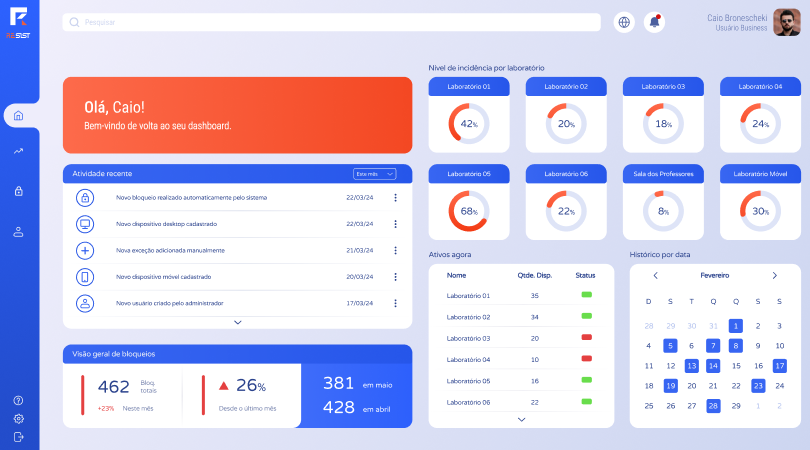 RESIST
Pesquisar
Caio Bronescheki
Usuário Business
Olá, Caio!
Bem-vindo de volta ao seu dashboard.
Atividade recente
Este mês
Novo bloqueio realizado automaticamente pelo sistema
22/03/24
Novo dispositivo desktop cadastrado
22/03/24
Nova exceção adicionada manualmente
21/03/24
Novo dispositivo móvel cadastrado
20/03/24
Novo usuário criado pelo administrador
17/03/24
Visão geral de bloqueios
462
Bloq.
totais
+23%
Neste mês
26%
Desde o último mês
381 em maio
428 em abril
Nível de incidência por laboratório
Laboratório 01
42%
Laboratório 02
20%
Laboratório 03
18%
Laboratório 04
24%
Laboratório 05
68%
Laboratório 06
22%
Sala dos Professores
8%
Laboratório Móvel
30%
Ativos agora
Nome Qtde. Disp. Status
Laboratório 01 35
Laboratório 02 34
Laboratório 03 20
Laboratório 04 10
Laboratório 05 16
Laboratório 06 22
Histórico por data
Fevereiro
D S T Q Q S S
28 29 30 31 1 2 3
4 5 6 7 8 9 10
11 12 13 14 15 16 17
18 19 20 21 22 23 24
25 26 27 28 29 1 2